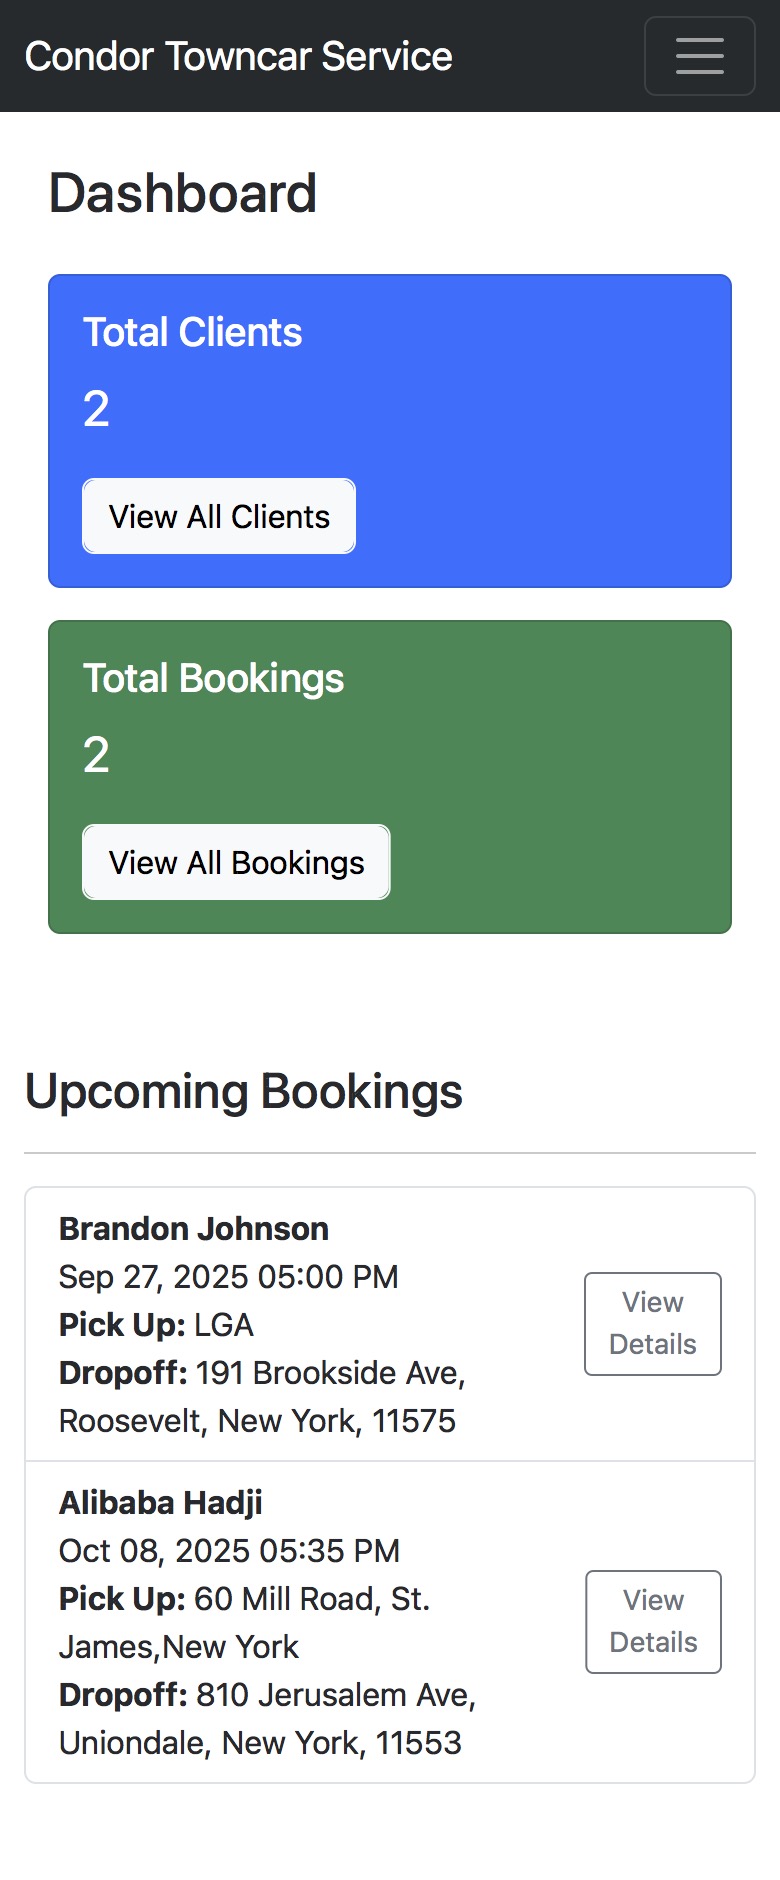 Condor Towncar Service
Dashboard
Total Clients
2
View All Clients
Total Bookings
2
View All Bookings
Upcoming Bookings
Brandon Johnson
Sep 27, 2025 05:00 PM
Pick Up: LGA
Dropoff: 191 Brookside Ave,
Roosevelt, New York, 11575
View
Details
Alibaba Hadji
Oct 08, 2025 05:35 PM
Pick Up: 60 Mill Road, St.
James,New York
Dropoff: 810 Jerusalem Ave,
Uniondale, New York, 11553
View
Details